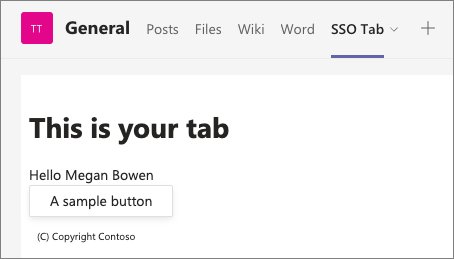 TT General Posts Files Wiki Word SSO Tab
This is your tab
Hello Megan Bowen
A sample button
(C) Copyright Contoso